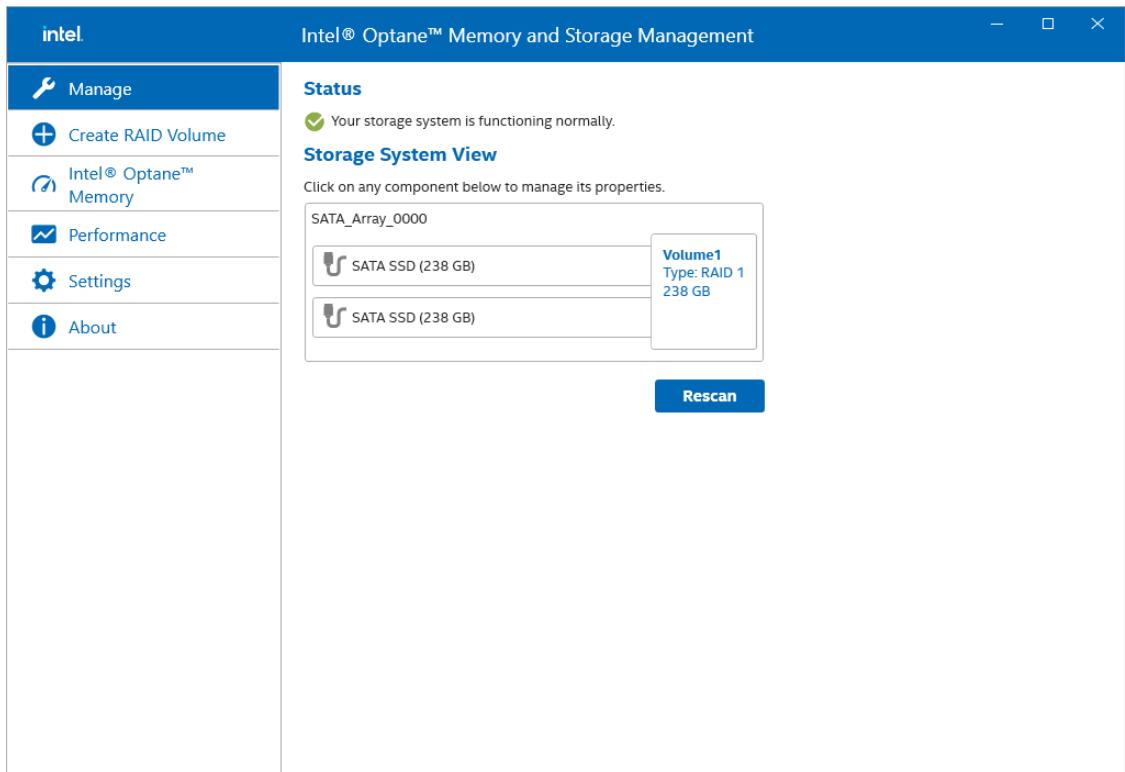 intel.
Intel® Optane™ Memory and Storage Management
Manage
Create RAID Volume
Intel® Optane™
Memory
Performance
Settings
About
Status
Your storage system is functioning normally.
Storage System View
Click on any component below to manage its properties.
SATA_Array_0000
SATA SSD (238 GB)
SATA SSD (238 GB)
Volume1
Type: RAID 1
238 GB
Rescan